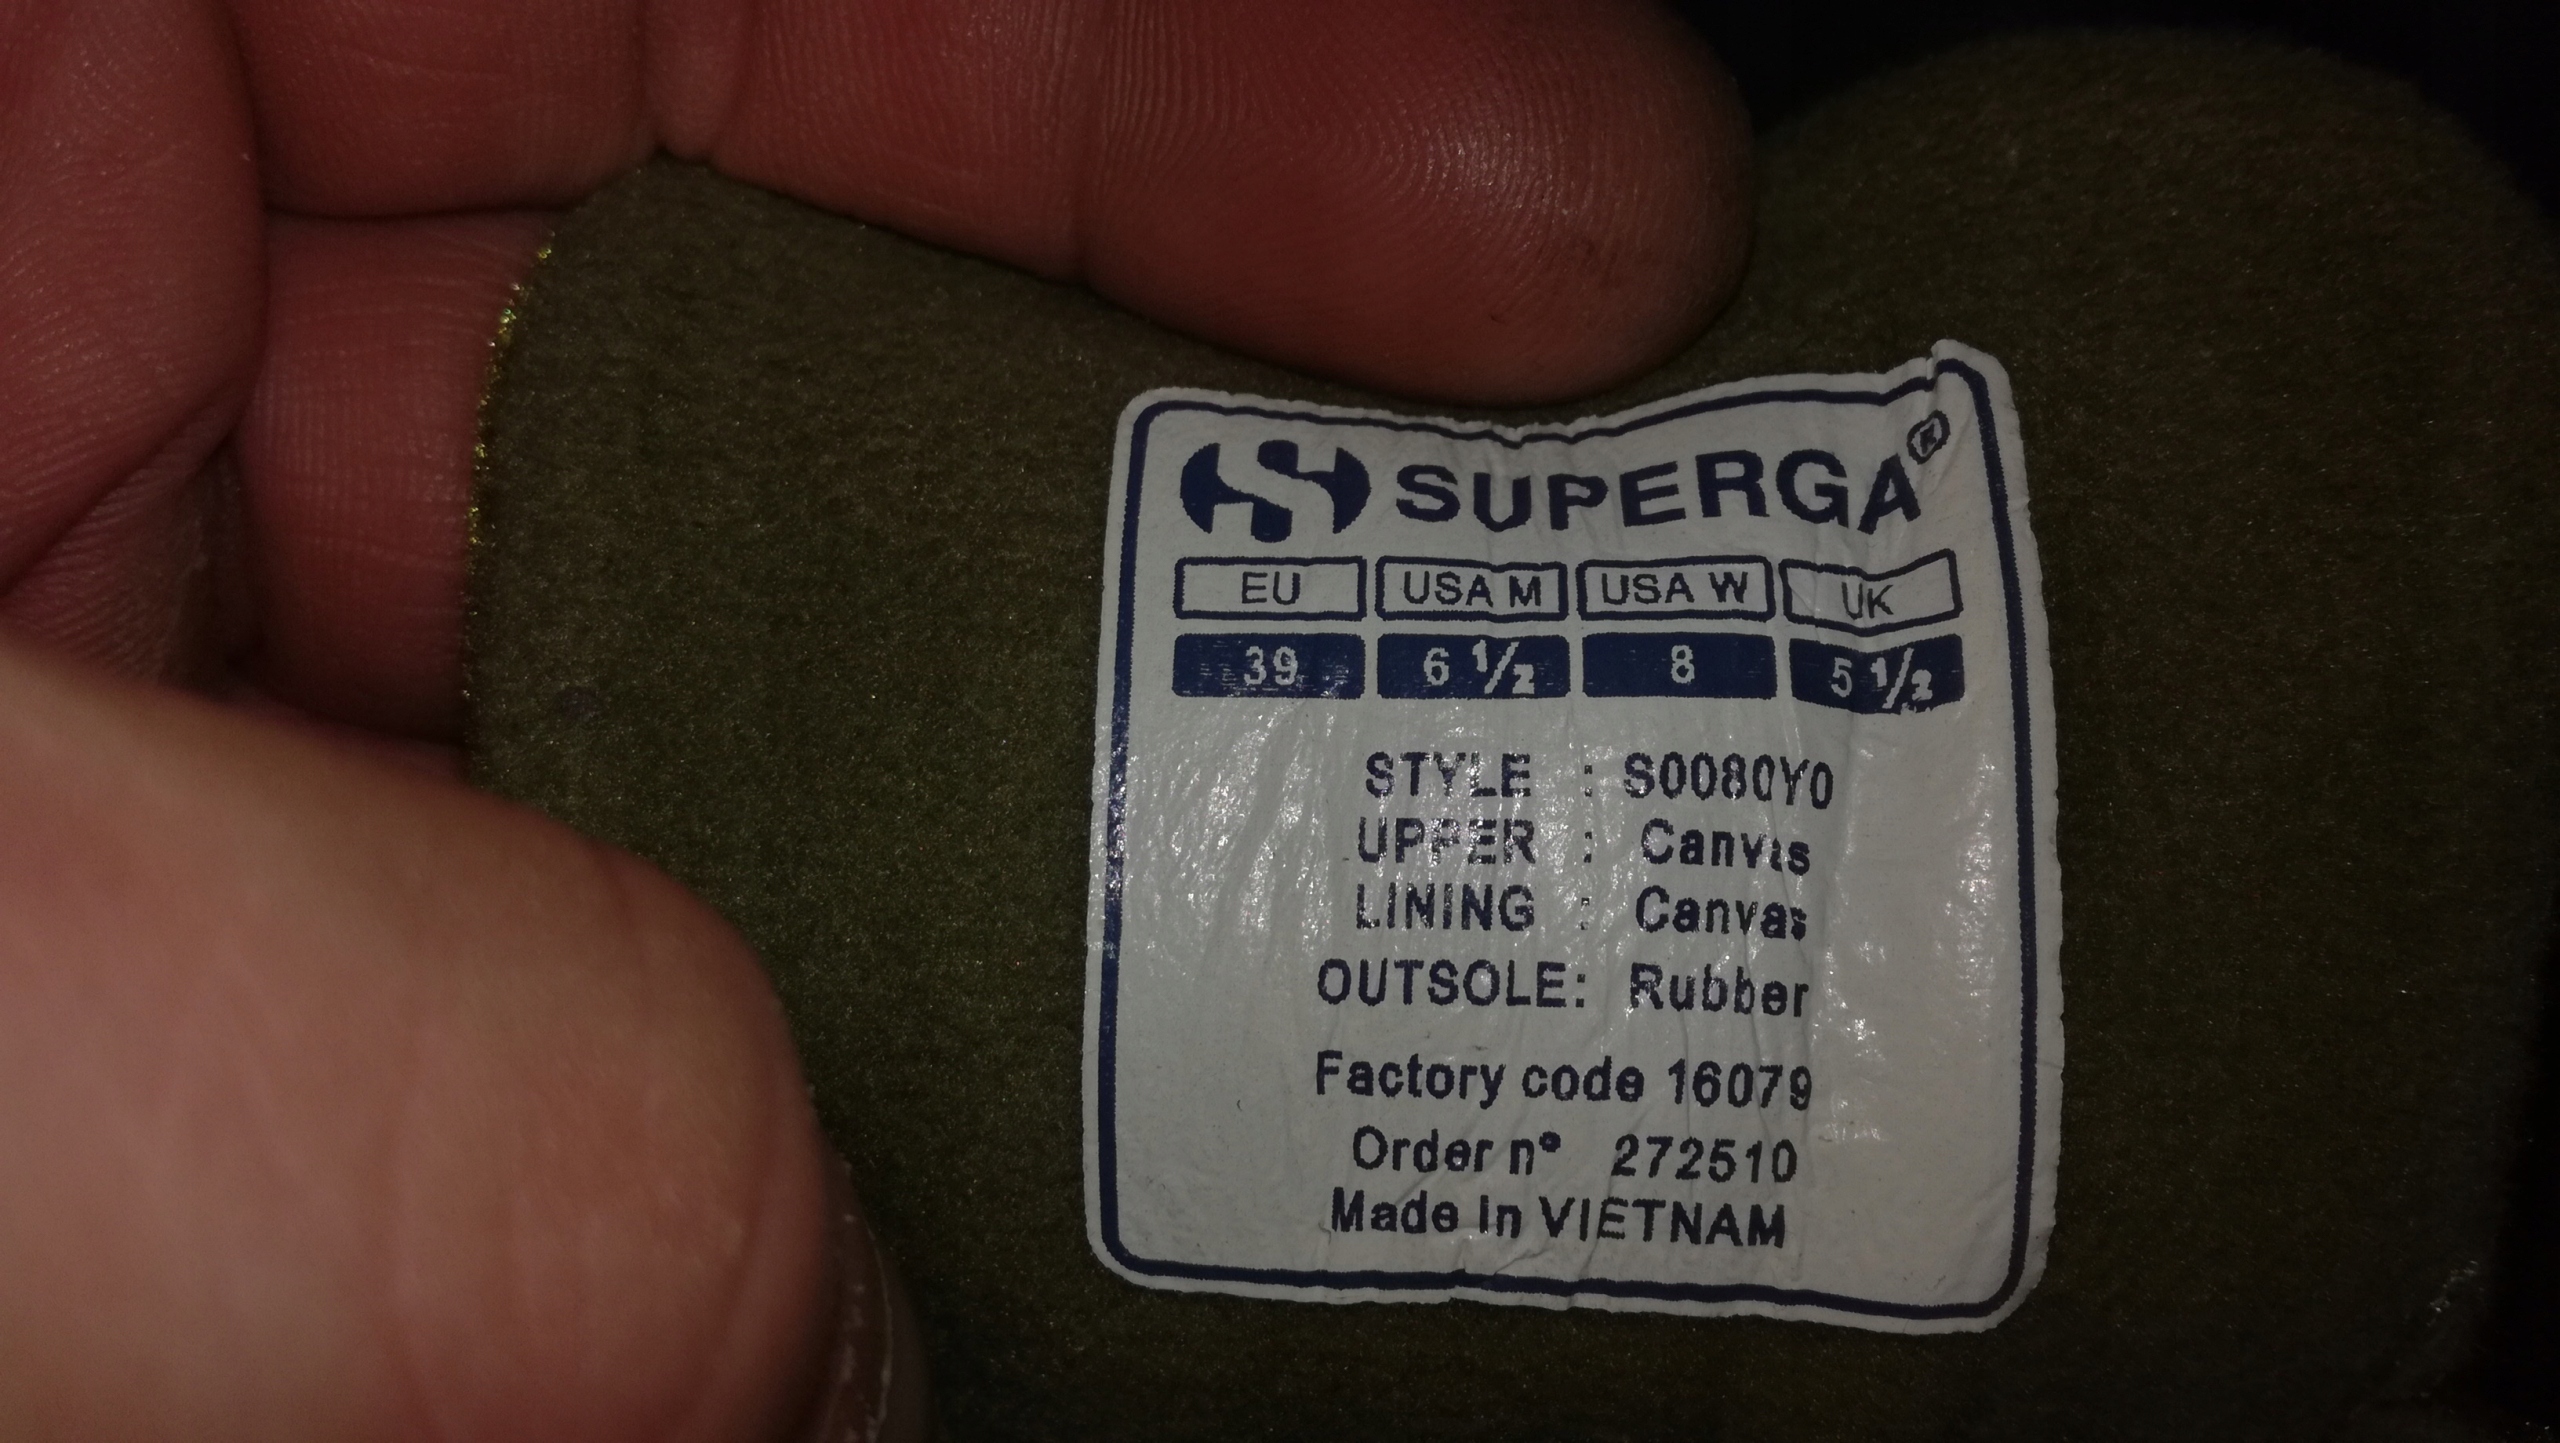 SUPERGA®
EU USA M USA W UK
39 6 1/2 8 5 1/2
STYLE : S0080Y0
UPPER : Canvas
LINING : Canvas
OUTSOLE: Rubber
Factory code 16079
Order n° 272510
Made in VIETNAM